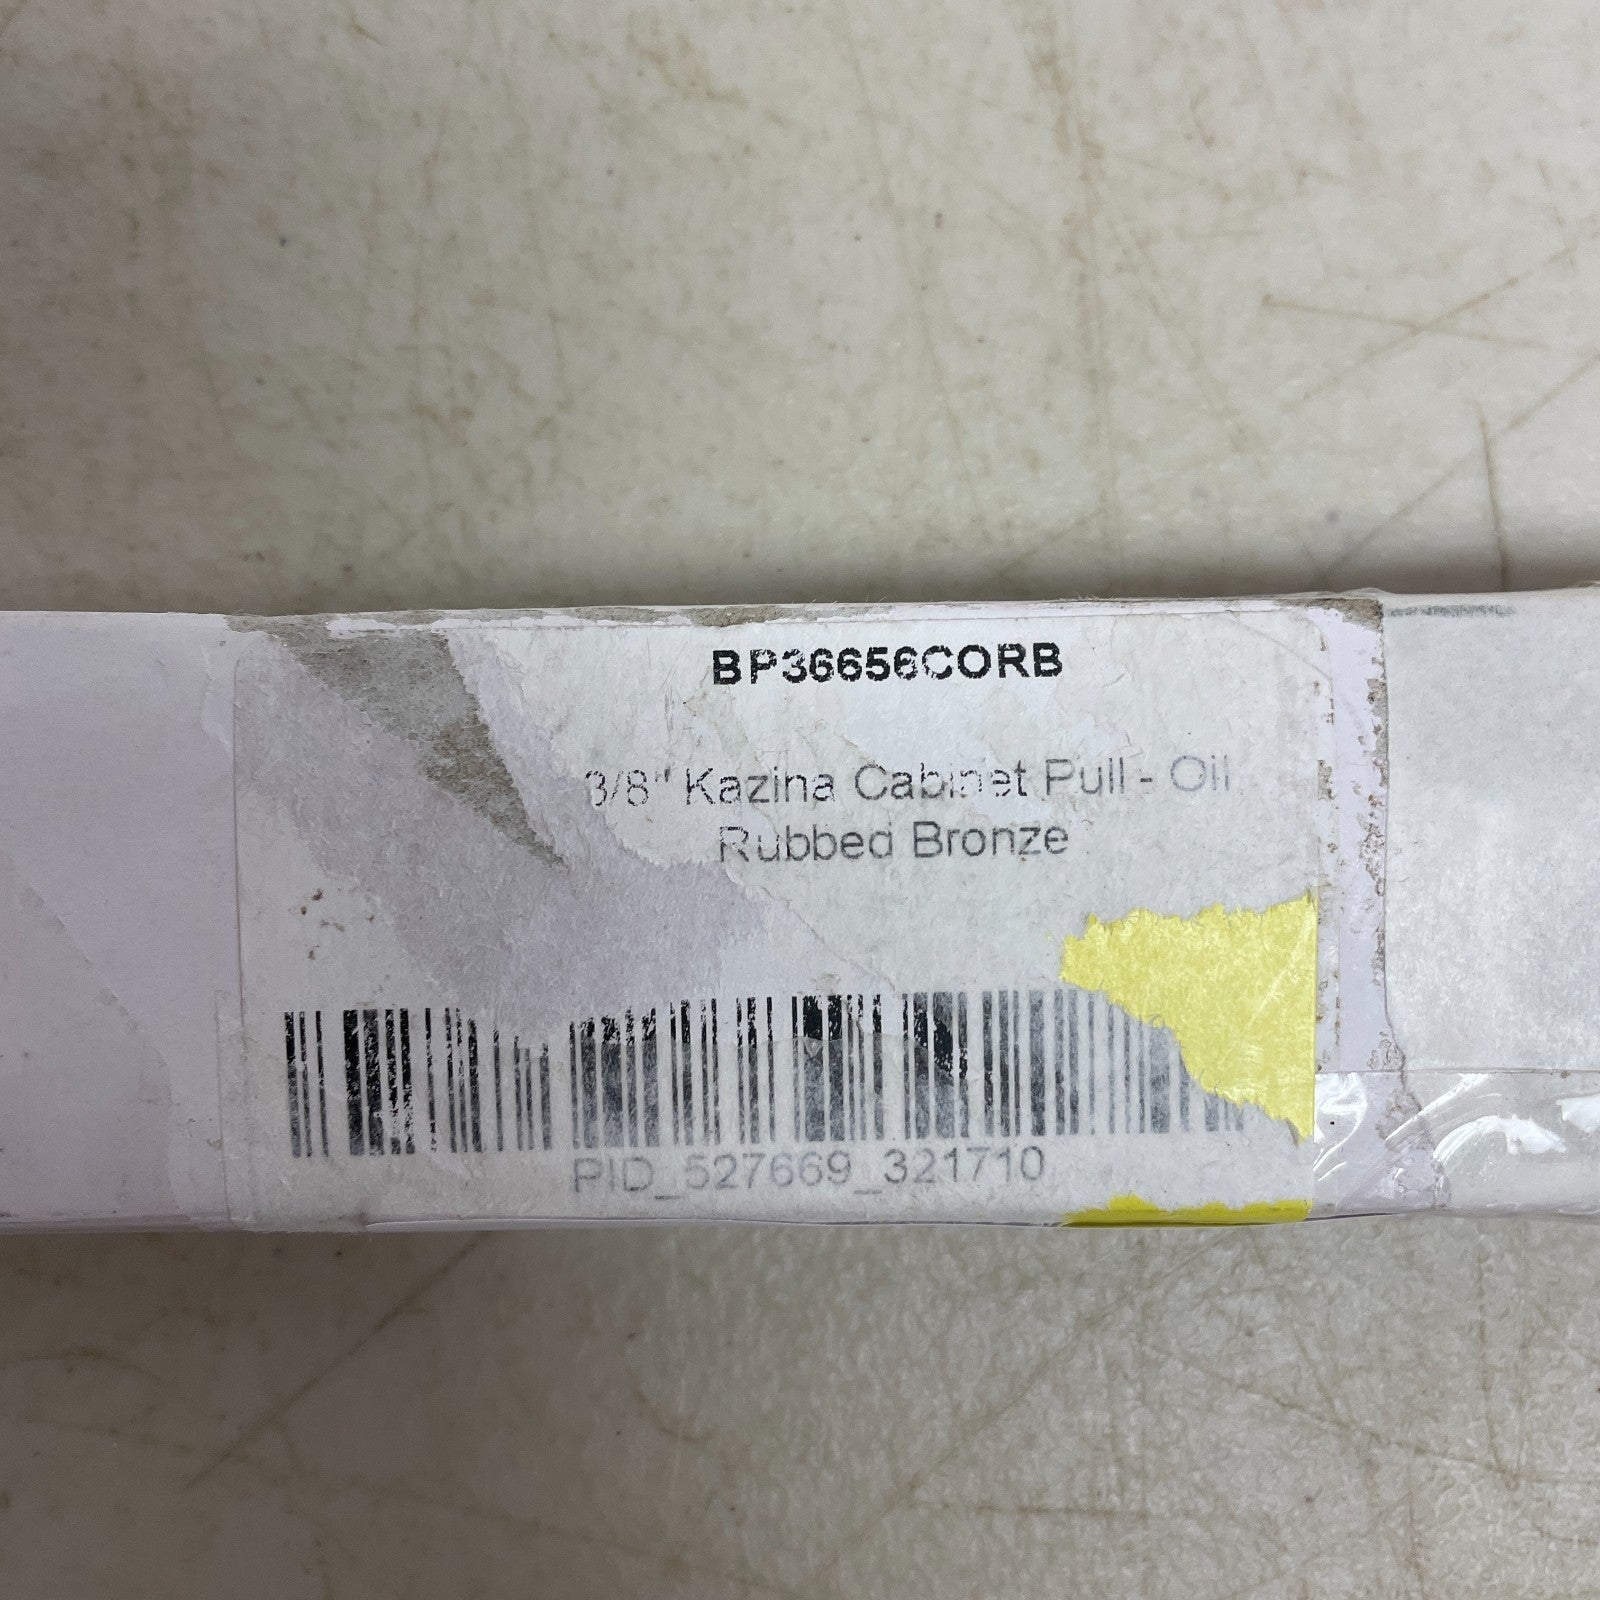 BP36656CORB
3/8" Kazina Cabinet Pull - Oil
Rubbed Bronze
PID_527669_321710